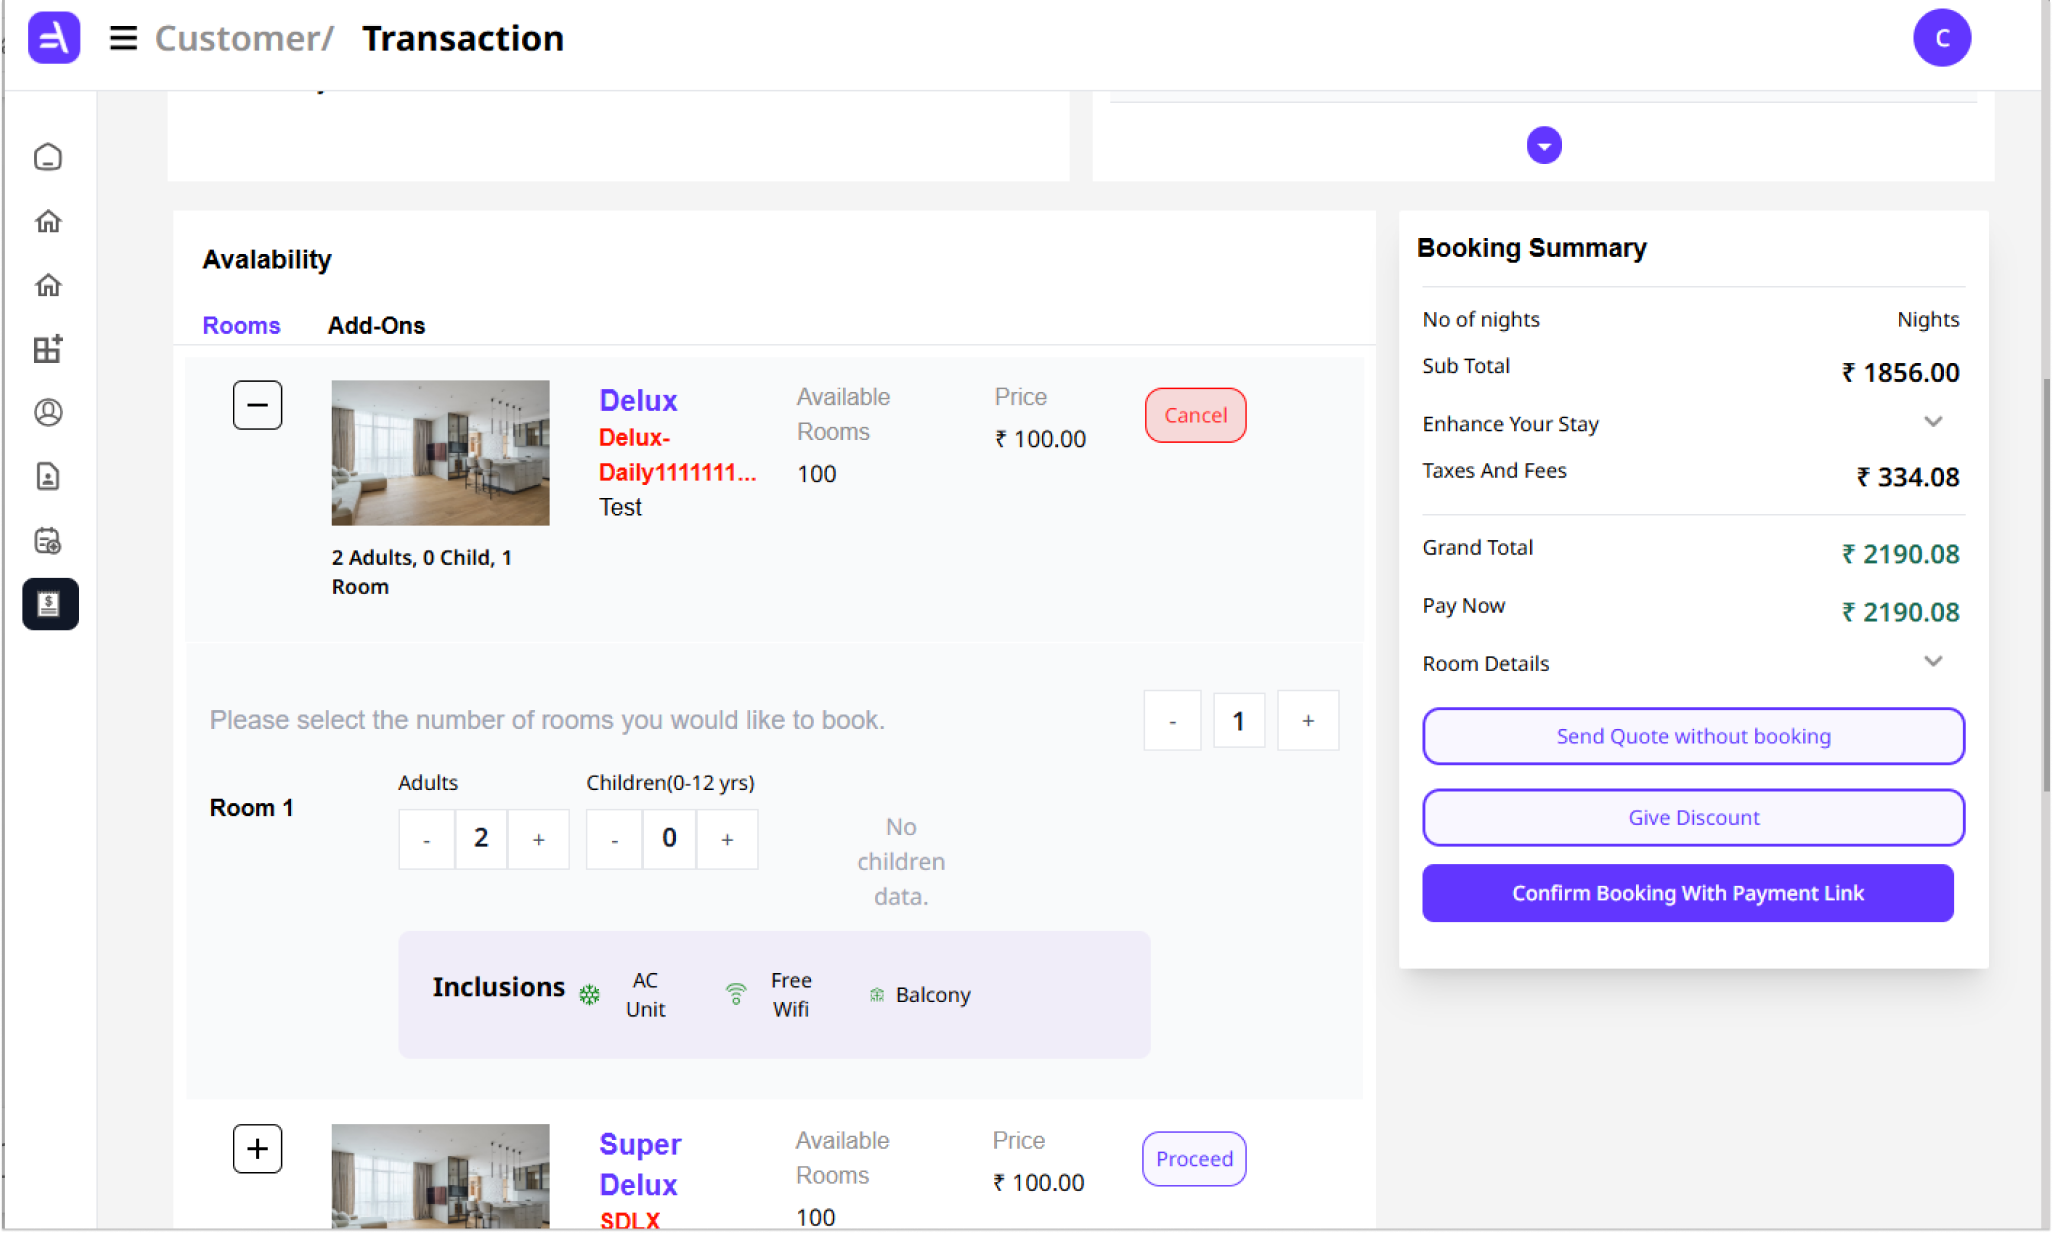 Customer/ Transaction
C
Avalability
Rooms
Add-Ons
Delux
Delux-
Daily1111111...
Test
Available
Rooms
100
Price
₹ 100.00
Cancel
2 Adults, 0 Child, 1
Room
Please select the number of rooms you would like to book.
- 1 +
Room 1
Adults
- 2 +
Children(0-12 yrs)
- 0 +
No
children
data.
Inclusions
AC
Unit
Free
Wifi
Balcony
Super
Delux
SDLX
Available
Rooms
100
Price
₹ 100.00
Proceed
Booking Summary
No of nights Nights
Sub Total ₹ 1856.00
Enhance Your Stay
Taxes And Fees ₹ 334.08
Grand Total ₹ 2190.08
Pay Now ₹ 2190.08
Room Details
Send Quote without booking
Give Discount
Confirm Booking With Payment Link